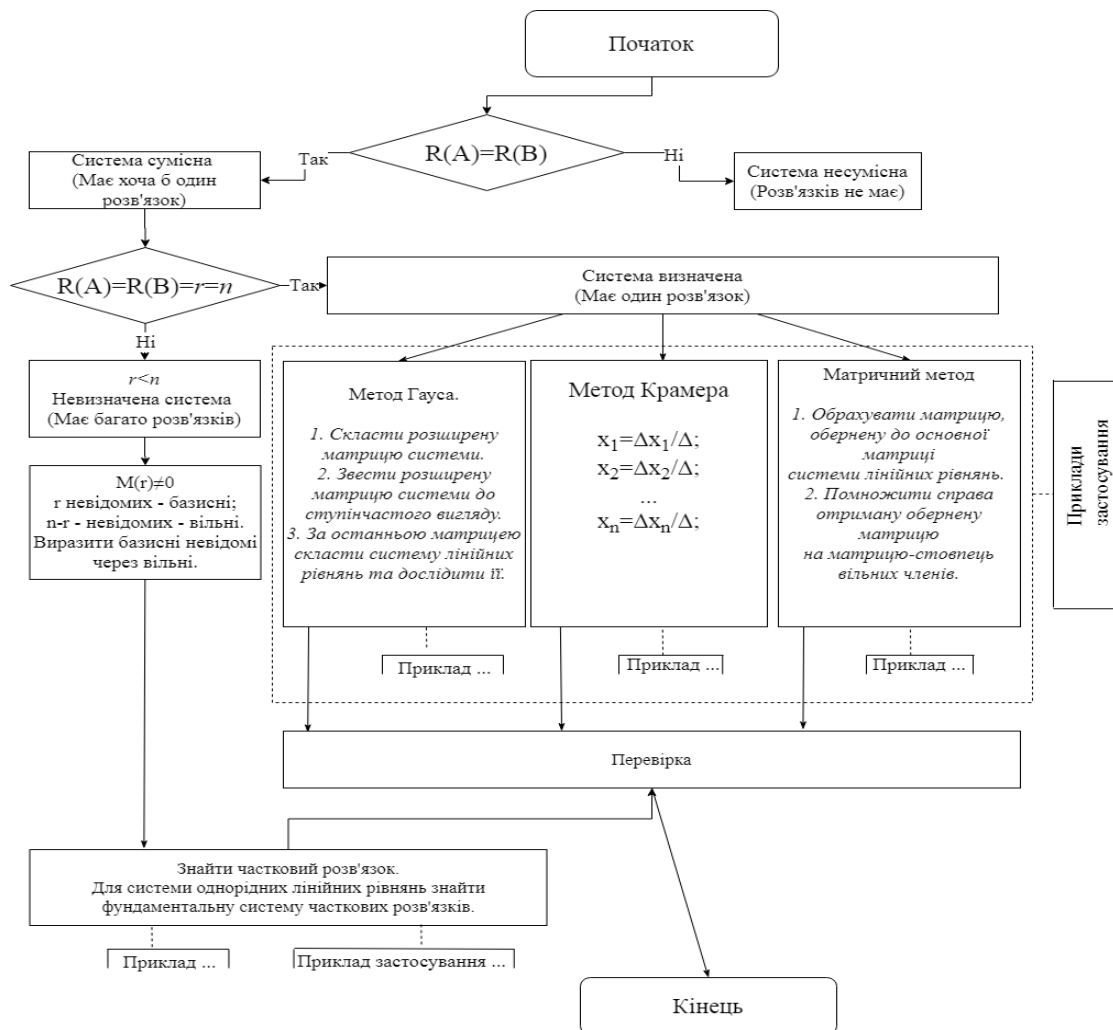 Початок
R(A)=R(B)
Так
Ні
Система сумісна
(Має хоча б один
розв'язок)
Система несумісна
(Розв'язків не має)
R(A)=R(B)=r=n
Так
Система визначена
(Має один розв'язок)
Ні
r<n
Невизначена система
(Має багато розв'язків)
M(r)≠0
r невідомих - базисні;
n-r - невідомих - вільні.
Виразити базисні невідомі
через вільні.
Метод Гауса.
1. Скласти розширену
матрицю системи.
2. Звести розширену
матрицю системи до
ступінчастого вигляду.
3. За останньою матрицею
скласти систему лінійних
рівнянь та дослідити її.
Метод Крамера
x₁=Δx₁/Δ;
x₂=Δx₂/Δ;
...
xₙ=Δxₙ/Δ;
Матричний метод
1. Обрахувати матрицю,
обернену до основної
матриці
системи лінійних рівнянь.
2. Помножити справа
отриману обернену
матрицю
на матрицю-стовпець
вільних членів.
Приклади
застосування
Приклад ...
Приклад ...
Приклад ...
Перевірка
Знайти частковий розв'язок.
Для системи однорідних лінійних рівнянь знайти
фундаментальну систему часткових розв'язків.
Приклад ...
Приклад застосування ...
Кінець